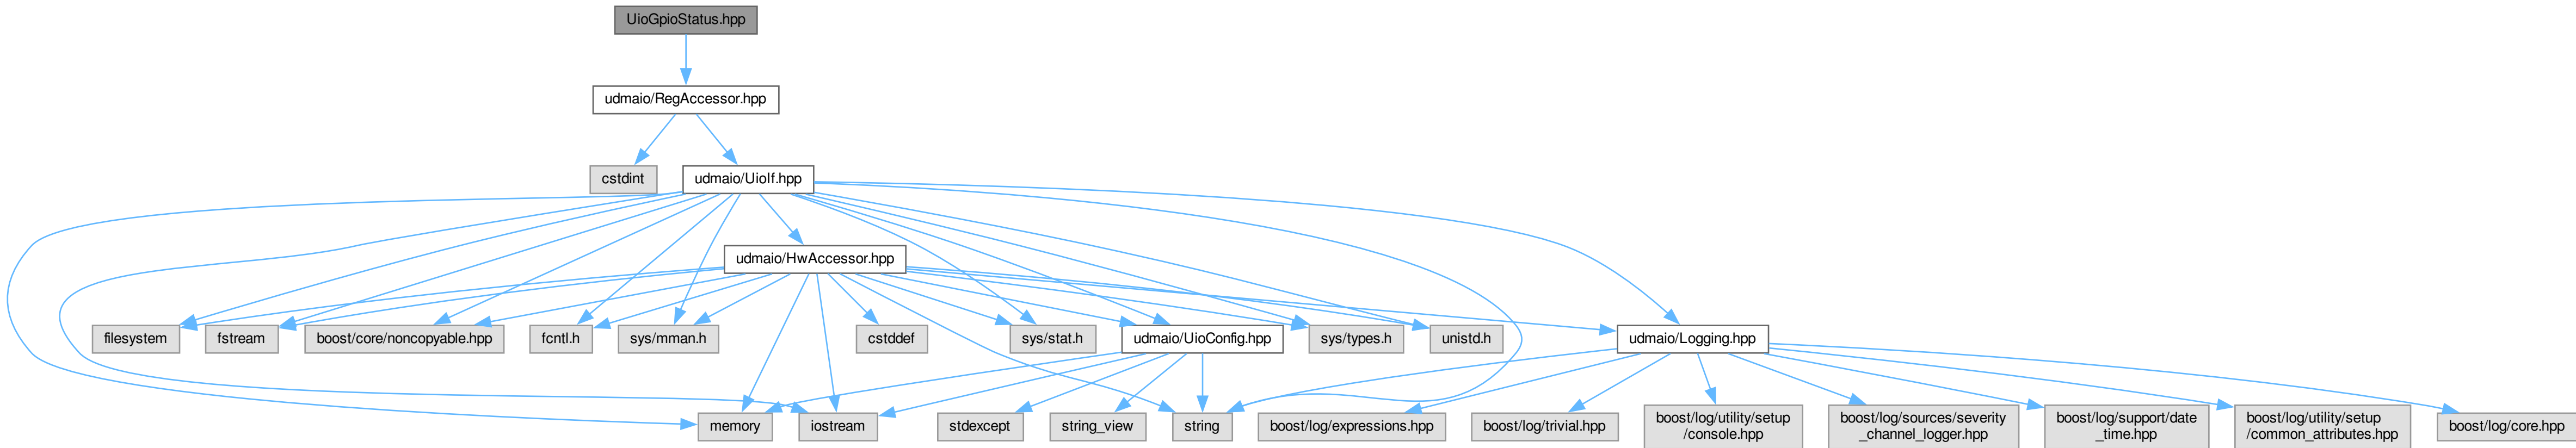 UioGpioStatus.hpp
udmaio/RegAccessor.hpp
cstdint
udmaio/UioIf.hpp
udmaio/HwAccessor.hpp
filesystem
fstream
boost/core/noncopyable.hpp
fcntl.h
sys/mman.h
cstddef
sys/stat.h
udmaio/UioConfig.hpp
sys/types.h
unistd.h
udmaio/Logging.hpp
memory
iostream
stdexcept
string_view
string
boost/log/expressions.hpp
boost/log/trivial.hpp
boost/log/utility/setup
/console.hpp
boost/log/sources/severity
_channel_logger.hpp
boost/log/support/date
_time.hpp
boost/log/utility/setup
/common_attributes.hpp
boost/log/core.hpp